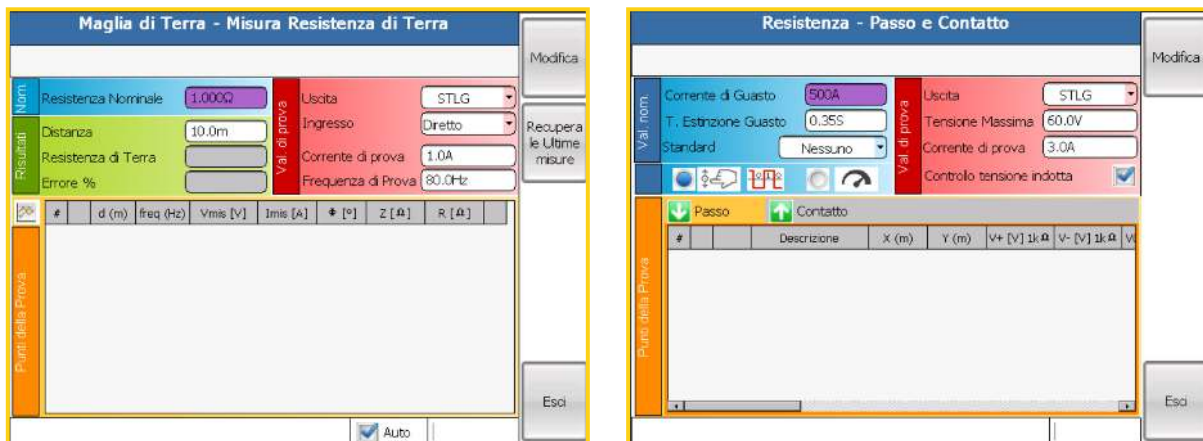 Maglia di Terra - Misura Resistenza di Terra
Modifica
Nom
Resistenza Nominale 1.000Ω
Risultati
Distanza 10.0m
Resistenza di Terra
Errore %
Val. di prova
Uscita STLG
Ingresso Diretto
Corrente di prova 1.0A
Frequenza di Prova 80.0Hz
Recupera
le Ultime
misure
# d (m) freq (Hz) Vmis [V] Imis [A] Φ [º] Z [Ω] R [Ω]
Punti della Prova
Esci
Auto
Resistenza - Passo e Contatto
Modifica
Val. nom.
Corrente di Guasto 500A
T. Estinzione Guasto 0.35S
Standard Nessuno
Val. di prova
Uscita STLG
Tensione Massima 60.0V
Corrente di prova 3.0A
Controllo tensione indotta
Passo Contatto
# Descrizione X (m) Y (m) V+ [V] 1kΩ V- [V] 1kΩ
Punti della Prova
Esci